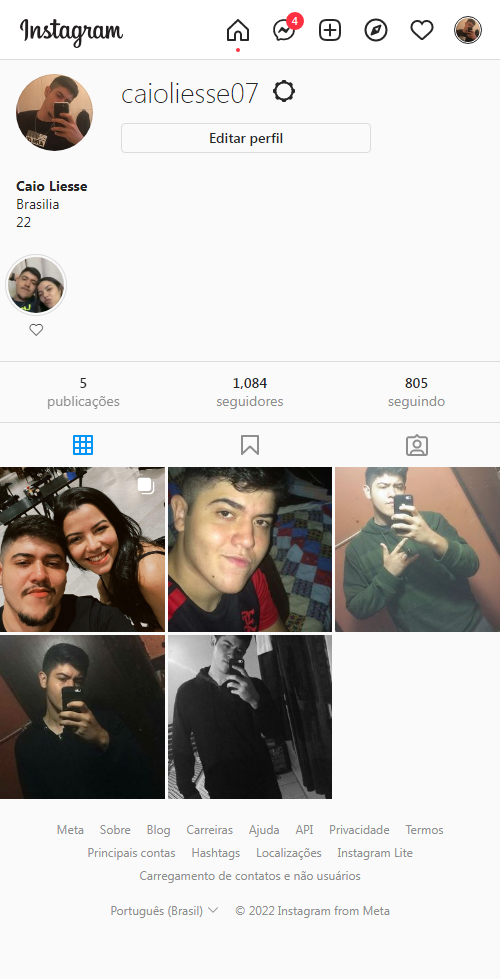 Instagram
4
caioliesse07
Editar perfil
Caio Liesse
Brasilia
22
5 1,084 805
publicações seguidores seguindo
Meta Sobre Blog Carreiras Ajuda API Privacidade Termos
Principais contas Hashtags Localizações Instagram Lite
Carregamento de contatos e não usuários
Português (Brasil) © 2022 Instagram from Meta